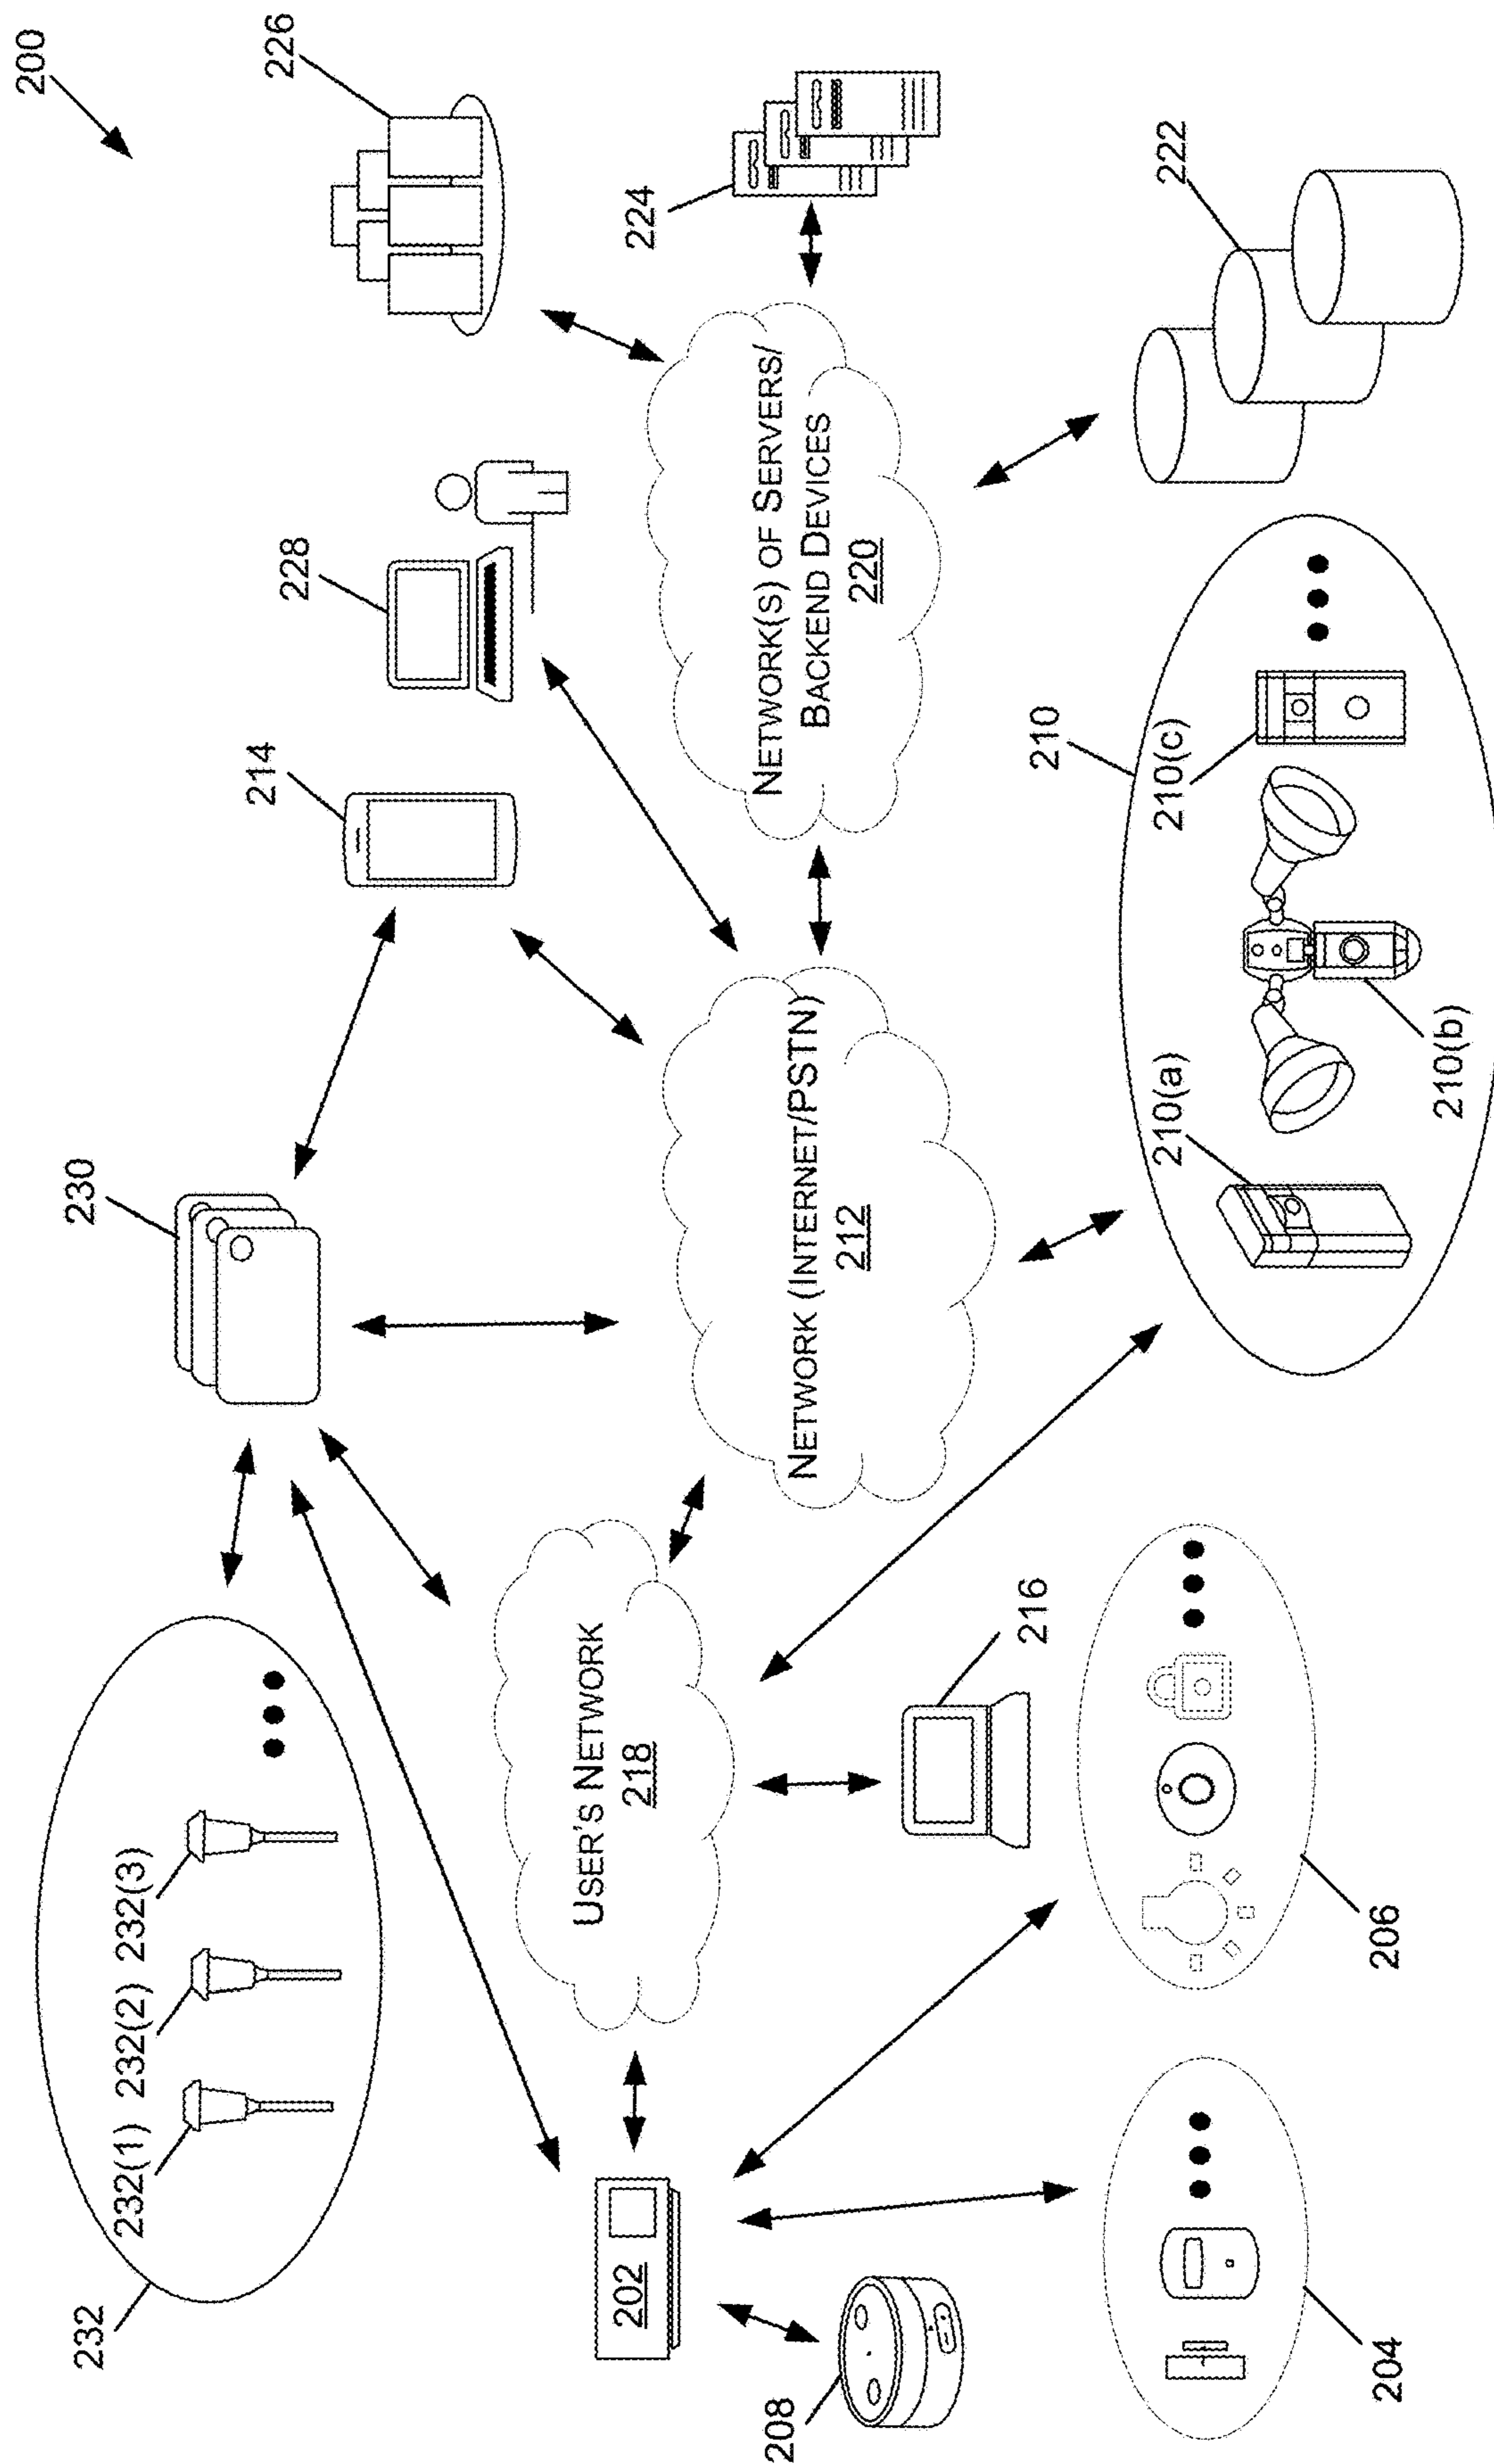 200
232
232(1)
232(2)
232(3)
230
214
228
226
224
202
USER'S NETWORK
218
NETWORK (INTERNET/PSTN)
212
NETWORK(S) OF SERVERS/
BACKEND DEVICES
220
208
216
210
222
204
206
210(a)
210(b)
210(c)